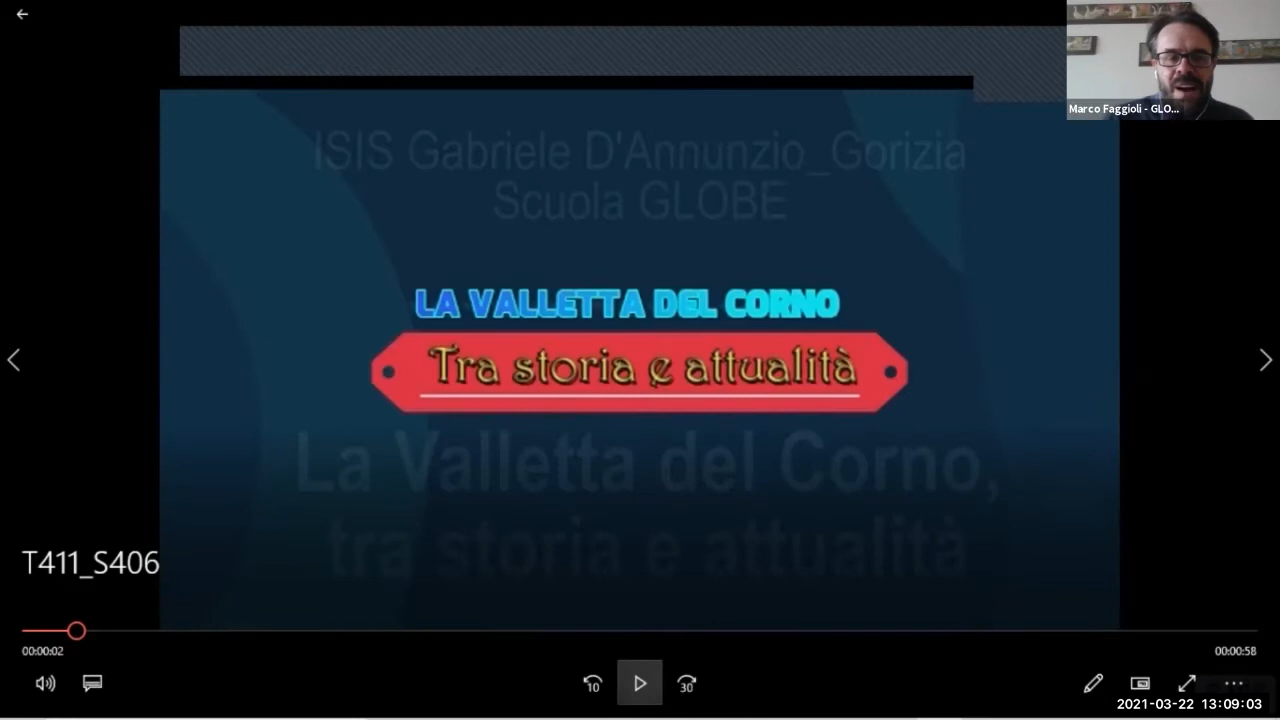 Marco Faggioli - GLO...
ISIS Gabriele D'Annunzio_Gorizia
Scuola GLOBE
LA VALLETTA DEL CORNO
Tra storia e attualità
La Valletta del Corno,
tra storia e attualità
T411_S406
00:00:02
00:00:58
10
30
2021-03-22 13:09:03